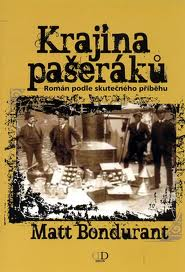 Krajina
pašeráků
Román podle skutečného příběhu
Matt Bondurant